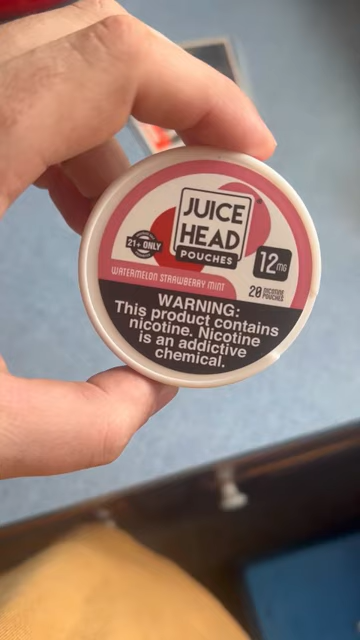 JUICE
HEAD
POUCHES
21+ ONLY
12mg
WATERMELON STRAWBERRY MINT
20 NICOTINE
POUCHES
WARNING:
This product contains
nicotine. Nicotine
is an addictive
chemical.